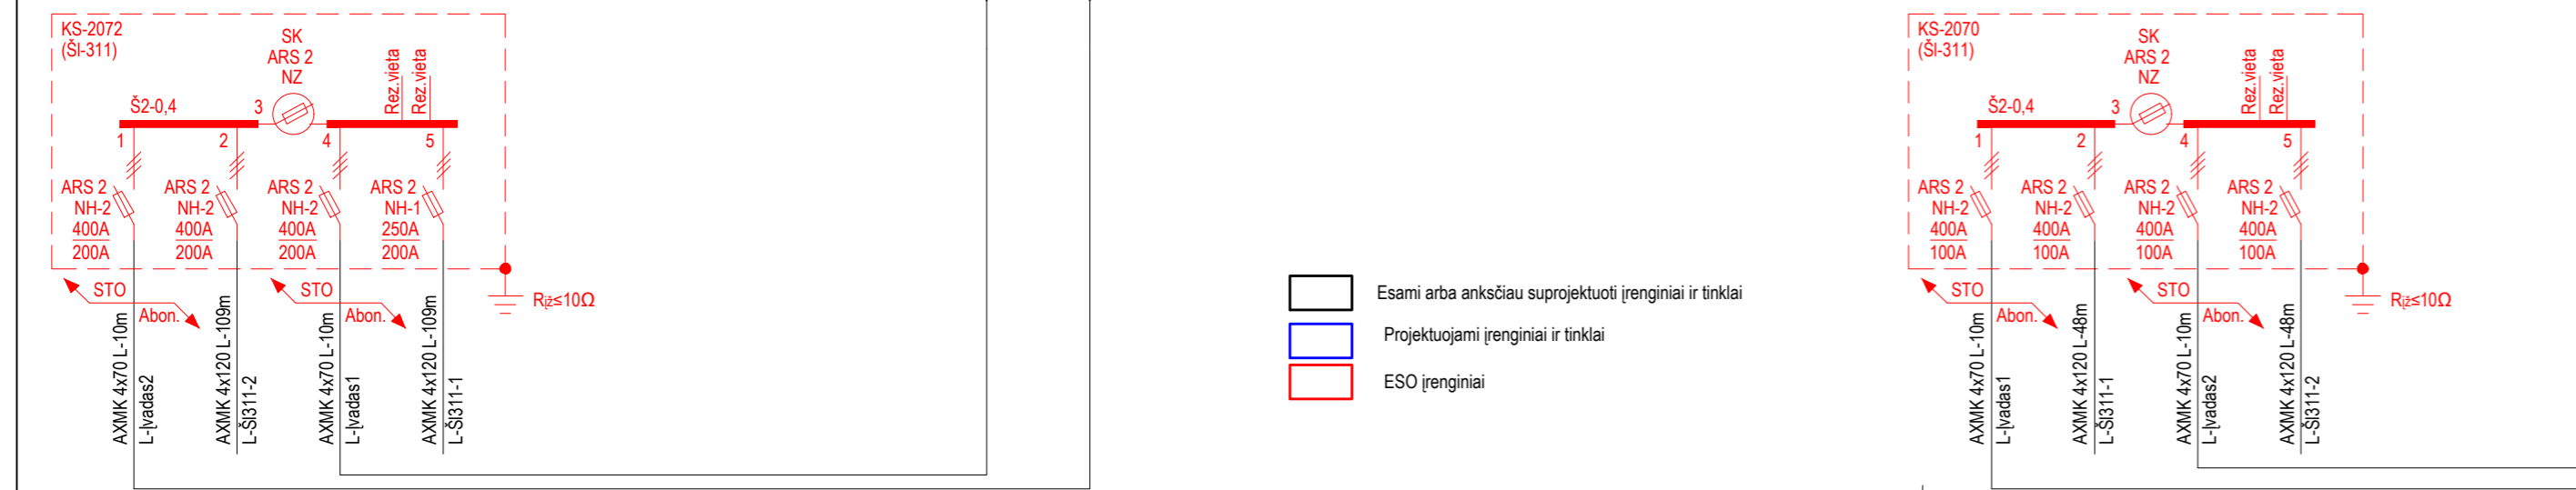 KS-2072
(ŠI-311)
SK
ARS 2
NZ
Rez.vieta
Rez.vieta
Š2-0,4
3
1
2
4
5
ARS 2
NH-2
400A
200A
ARS 2
NH-2
400A
200A
ARS 2
NH-2
400A
200A
ARS 2
NH-1
250A
200A
STO
Abon.
STO
Abon.
Rįž≤10Ω
AXMK 4x70 L-10m
L-Įvadas2
AXMK 4x120 L-109m
L-ŠI311-2
AXMK 4x70 L-10m
L-Įvadas1
AXMK 4x120 L-109m
L-ŠI311-1
Esami arba anksčiau suprojektuoti įrenginiai ir tinklai
Projektuojami įrenginiai ir tinklai
ESO įrenginiai
KS-2070
(ŠI-311)
SK
ARS 2
NZ
Rez.vieta
Rez.vieta
Š2-0,4
3
1
2
4
5
ARS 2
NH-2
400A
100A
ARS 2
NH-2
400A
100A
ARS 2
NH-2
400A
100A
ARS 2
NH-2
400A
100A
STO
Abon.
STO
Abon.
Rįž≤10Ω
AXMK 4x70 L-10m
L-Įvadas1
AXMK 4x120 L-48m
L-ŠI311-1
AXMK 4x70 L-10m
L-Įvadas2
AXMK 4x120 L-48m
L-ŠI311-2